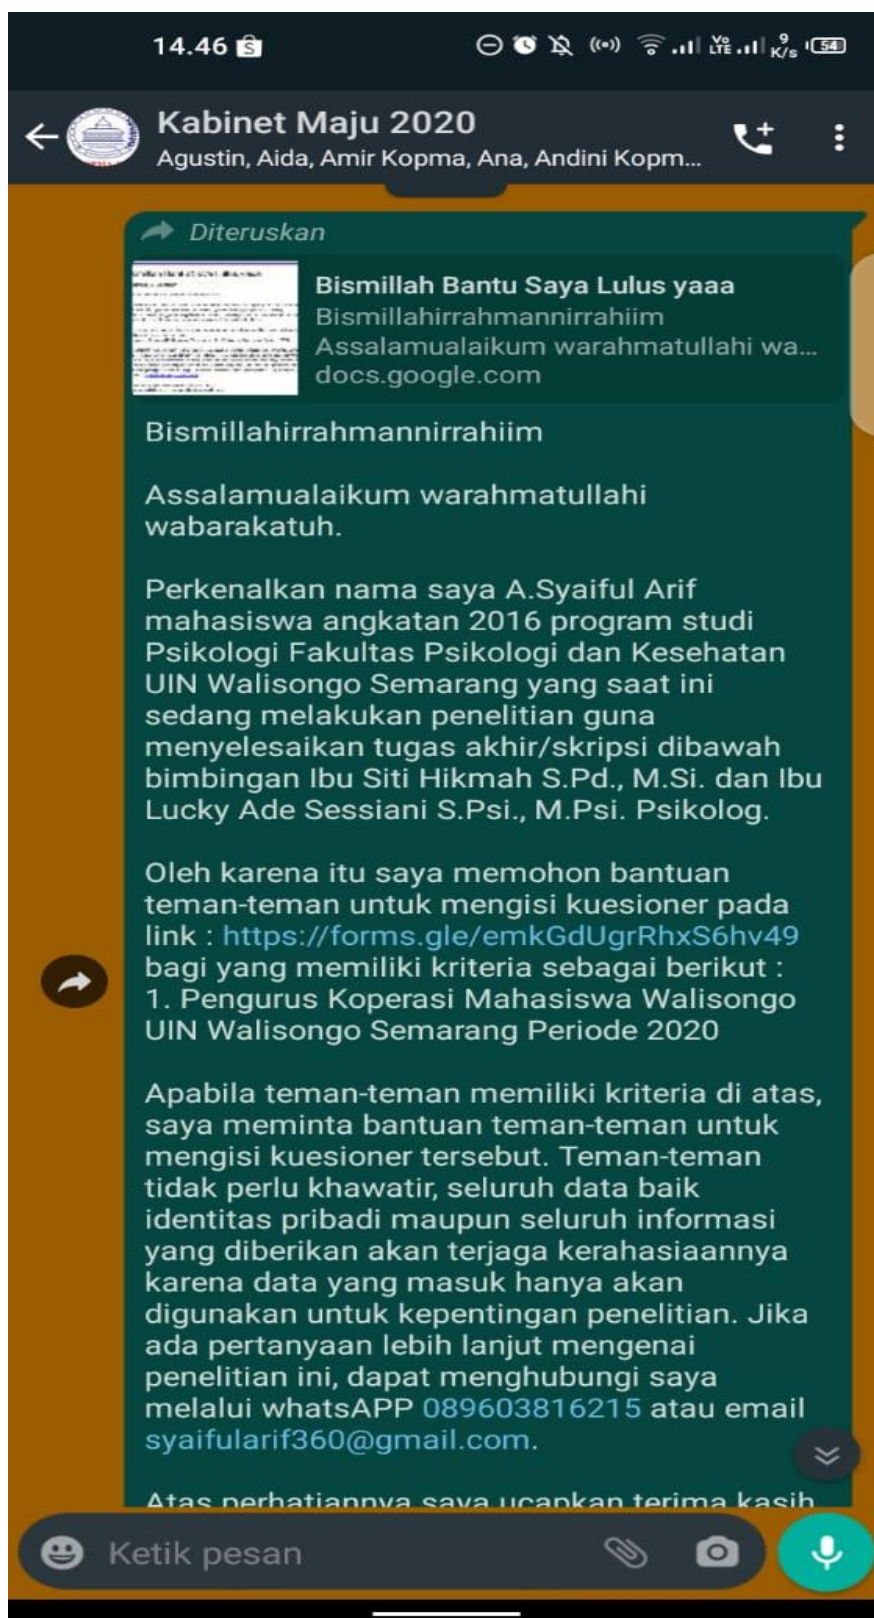 14.46
VoLTE 9 K/s 54
Kabinet Maju 2020
Agustin, Aida, Amir Kopma, Ana, Andini Kopm...
Diteruskan
Bismillah Bantu Saya Lulus yaaa
Bismillahirrahmannirrahiim
Assalamualaikum warahmatullahi wa...
docs.google.com
Bismillahirrahmannirrahiim
Assalamualaikum warahmatullahi
wabarakatuh.
Perkenalkan nama saya A.Syaiful Arif
mahasiswa angkatan 2016 program studi
Psikologi Fakultas Psikologi dan Kesehatan
UIN Walisongo Semarang yang saat ini
sedang melakukan penelitian guna
menyelesaikan tugas akhir/skripsi dibawah
bimbingan Ibu Siti Hikmah S.Pd., M.Si. dan Ibu
Lucky Ade Sessiani S.Psi., M.Psi. Psikolog.
Oleh karena itu saya memohon bantuan
teman-teman untuk mengisi kuesioner pada
link : https://forms.gle/emkGdUgrRhxS6hv49
bagi yang memiliki kriteria sebagai berikut :
1. Pengurus Koperasi Mahasiswa Walisongo
UIN Walisongo Semarang Periode 2020
Apabila teman-teman memiliki kriteria di atas,
saya meminta bantuan teman-teman untuk
mengisi kuesioner tersebut. Teman-teman
tidak perlu khawatir, seluruh data baik
identitas pribadi maupun seluruh informasi
yang diberikan akan terjaga kerahasiaannya
karena data yang masuk hanya akan
digunakan untuk kepentingan penelitian. Jika
ada pertanyaan lebih lanjut mengenai
penelitian ini, dapat menghubungi saya
melalui whatsAPP 089603816215 atau email
syaifularif360@gmail.com.
Atas perhatiannya saya ucapkan terima kasih
Ketik pesan